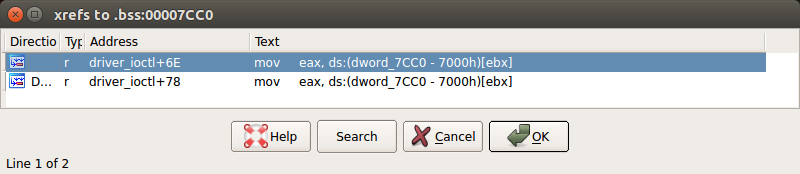 xrefs to .bss:00007CC0
Directio Typ Address Text
r driver_ioctl+6E mov eax, ds:(dword_7CC0 - 7000h)[ebx]
D... r driver_ioctl+78 mov eax, ds:(dword_7CC0 - 7000h)[ebx]
Help Search Cancel OK
Line 1 of 2